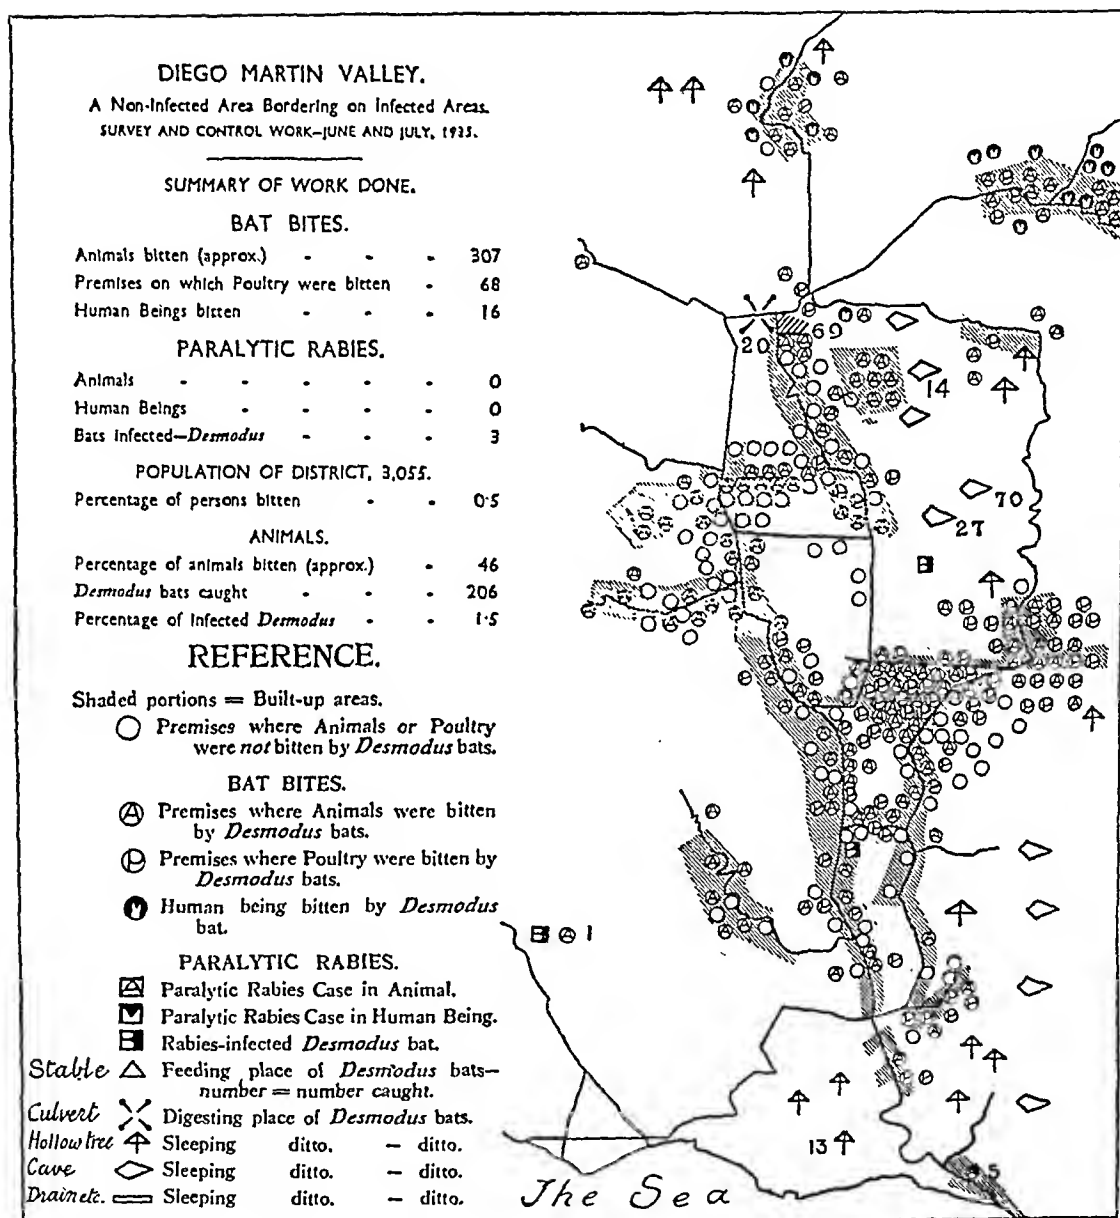 DIEGO MARTIN VALLEY.
A Non-Infected Area Bordering on Infected Areas.
SURVEY AND CONTROL WORK—JUNE AND JULY, 1935.
SUMMARY OF WORK DONE.
BAT BITES.
Animals bitten (approx.) - - - 307
Premises on which Poultry were bitten - 68
Human Beings bitten - - - 16
PARALYTIC RABIES.
Animals - - - - - 0
Human Beings - - - - 0
Bats Infected—Desmodus - - - 3
POPULATION OF DISTRICT, 3,055.
Percentage of persons bitten - - 0·5
ANIMALS.
Percentage of animals bitten (approx.) - 46
Desmodus bats caught - - - 206
Percentage of Infected Desmodus - - 1·5
REFERENCE.
Shaded portions = Built-up areas.
Premises where Animals or Poultry
were not bitten by Desmodus bats.
BAT BITES.
A Premises where Animals were bitten
by Desmodus bats.
P Premises where Poultry were bitten by
Desmodus bats.
Human being bitten by Desmodus
bat.
PARALYTIC RABIES.
A Paralytic Rabies Case in Animal.
Paralytic Rabies Case in Human Being.
B Rabies-infected Desmodus bat.
Stable Feeding place of Desmodus bats—
number = number caught.
Culvert Digesting place of Desmodus bats.
Hollow tree Sleeping ditto. — ditto.
Cave Sleeping ditto. — ditto.
Drain etc. Sleeping ditto. — ditto.
69
20
14
70
27
B
B
B A 1
13
5
The Sea